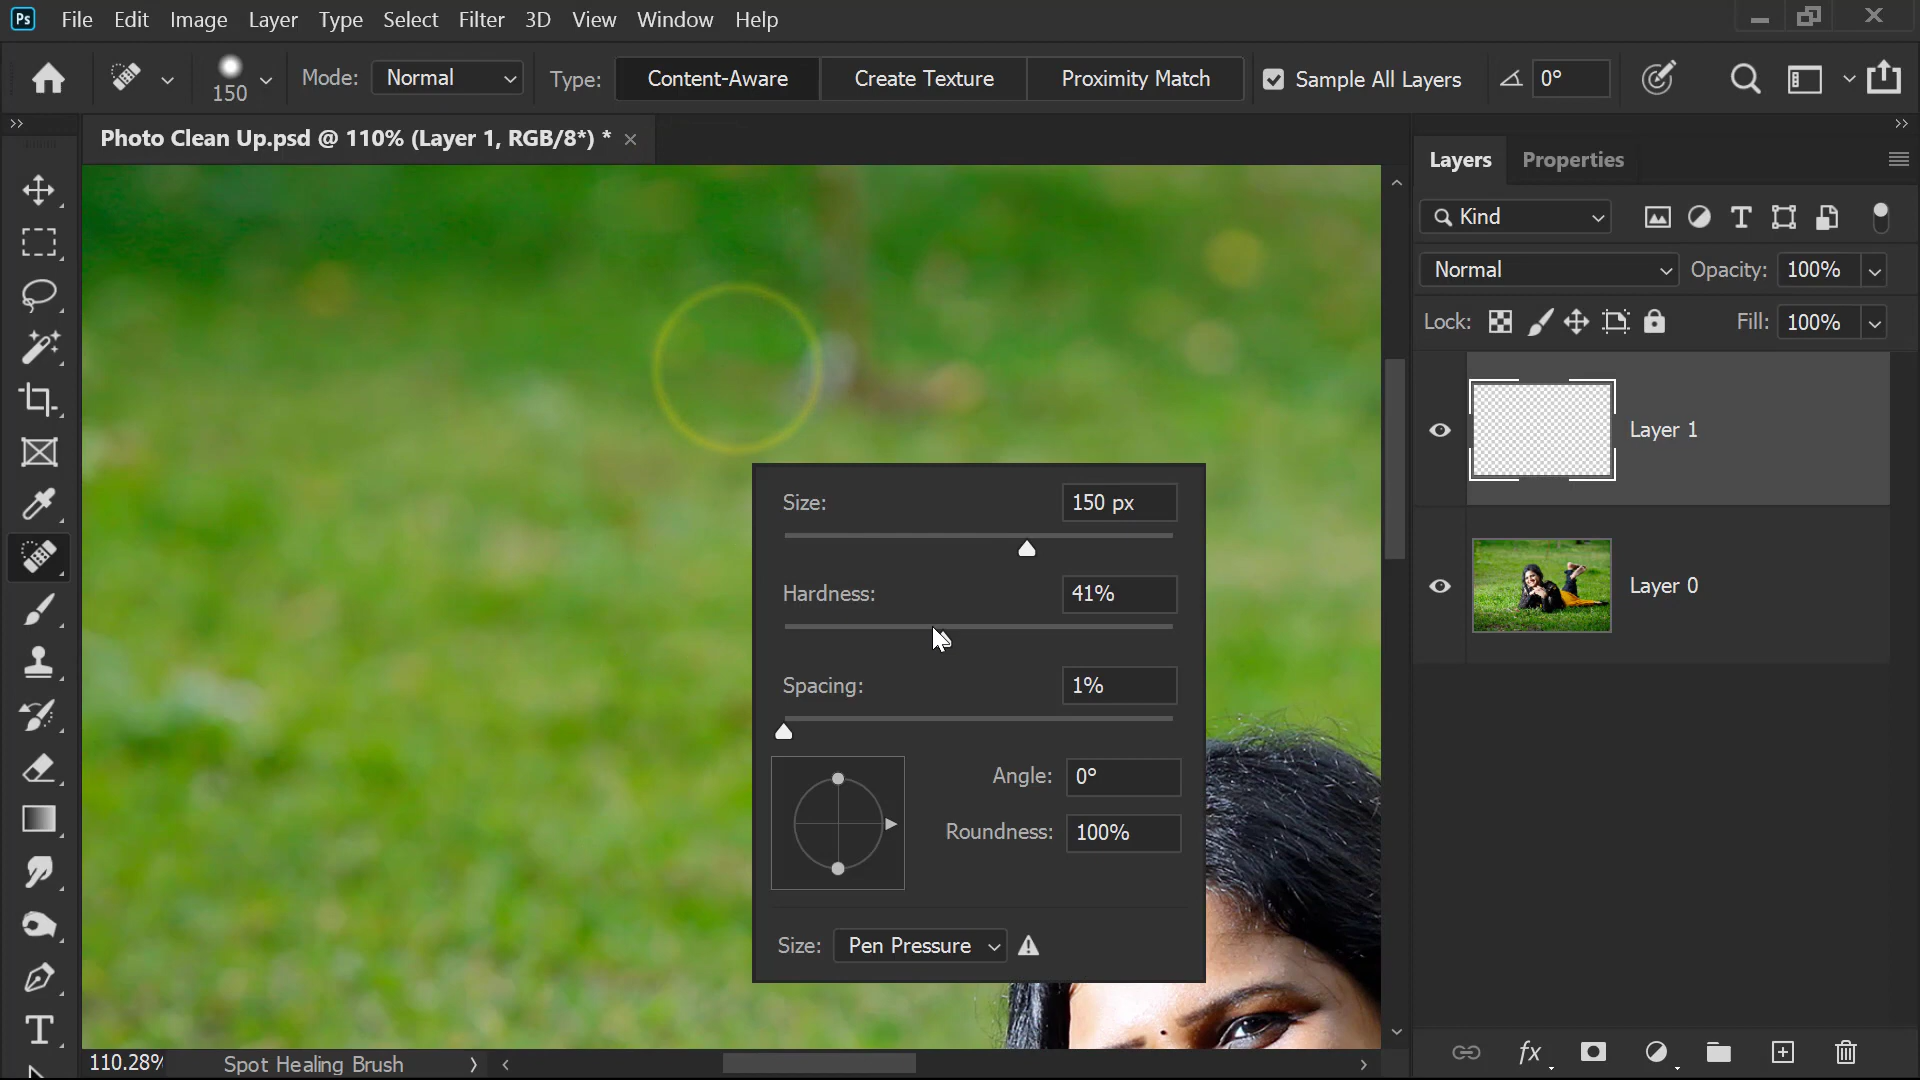 Ps File Edit Image Layer Type Select Filter 3D View Window Help
150 Mode: Normal Type: Content-Aware Create Texture Proximity Match Sample All Layers 0°
Photo Clean Up.psd @ 110% (Layer 1, RGB/8*) *
Layers Properties
Kind
Normal Opacity: 100%
Lock: Fill: 100%
Layer 1
Layer 0
Size: 150 px
Hardness: 41%
Spacing: 1%
Angle: 0°
Roundness: 100%
Size: Pen Pressure
110.28% Spot Healing Brush
fx